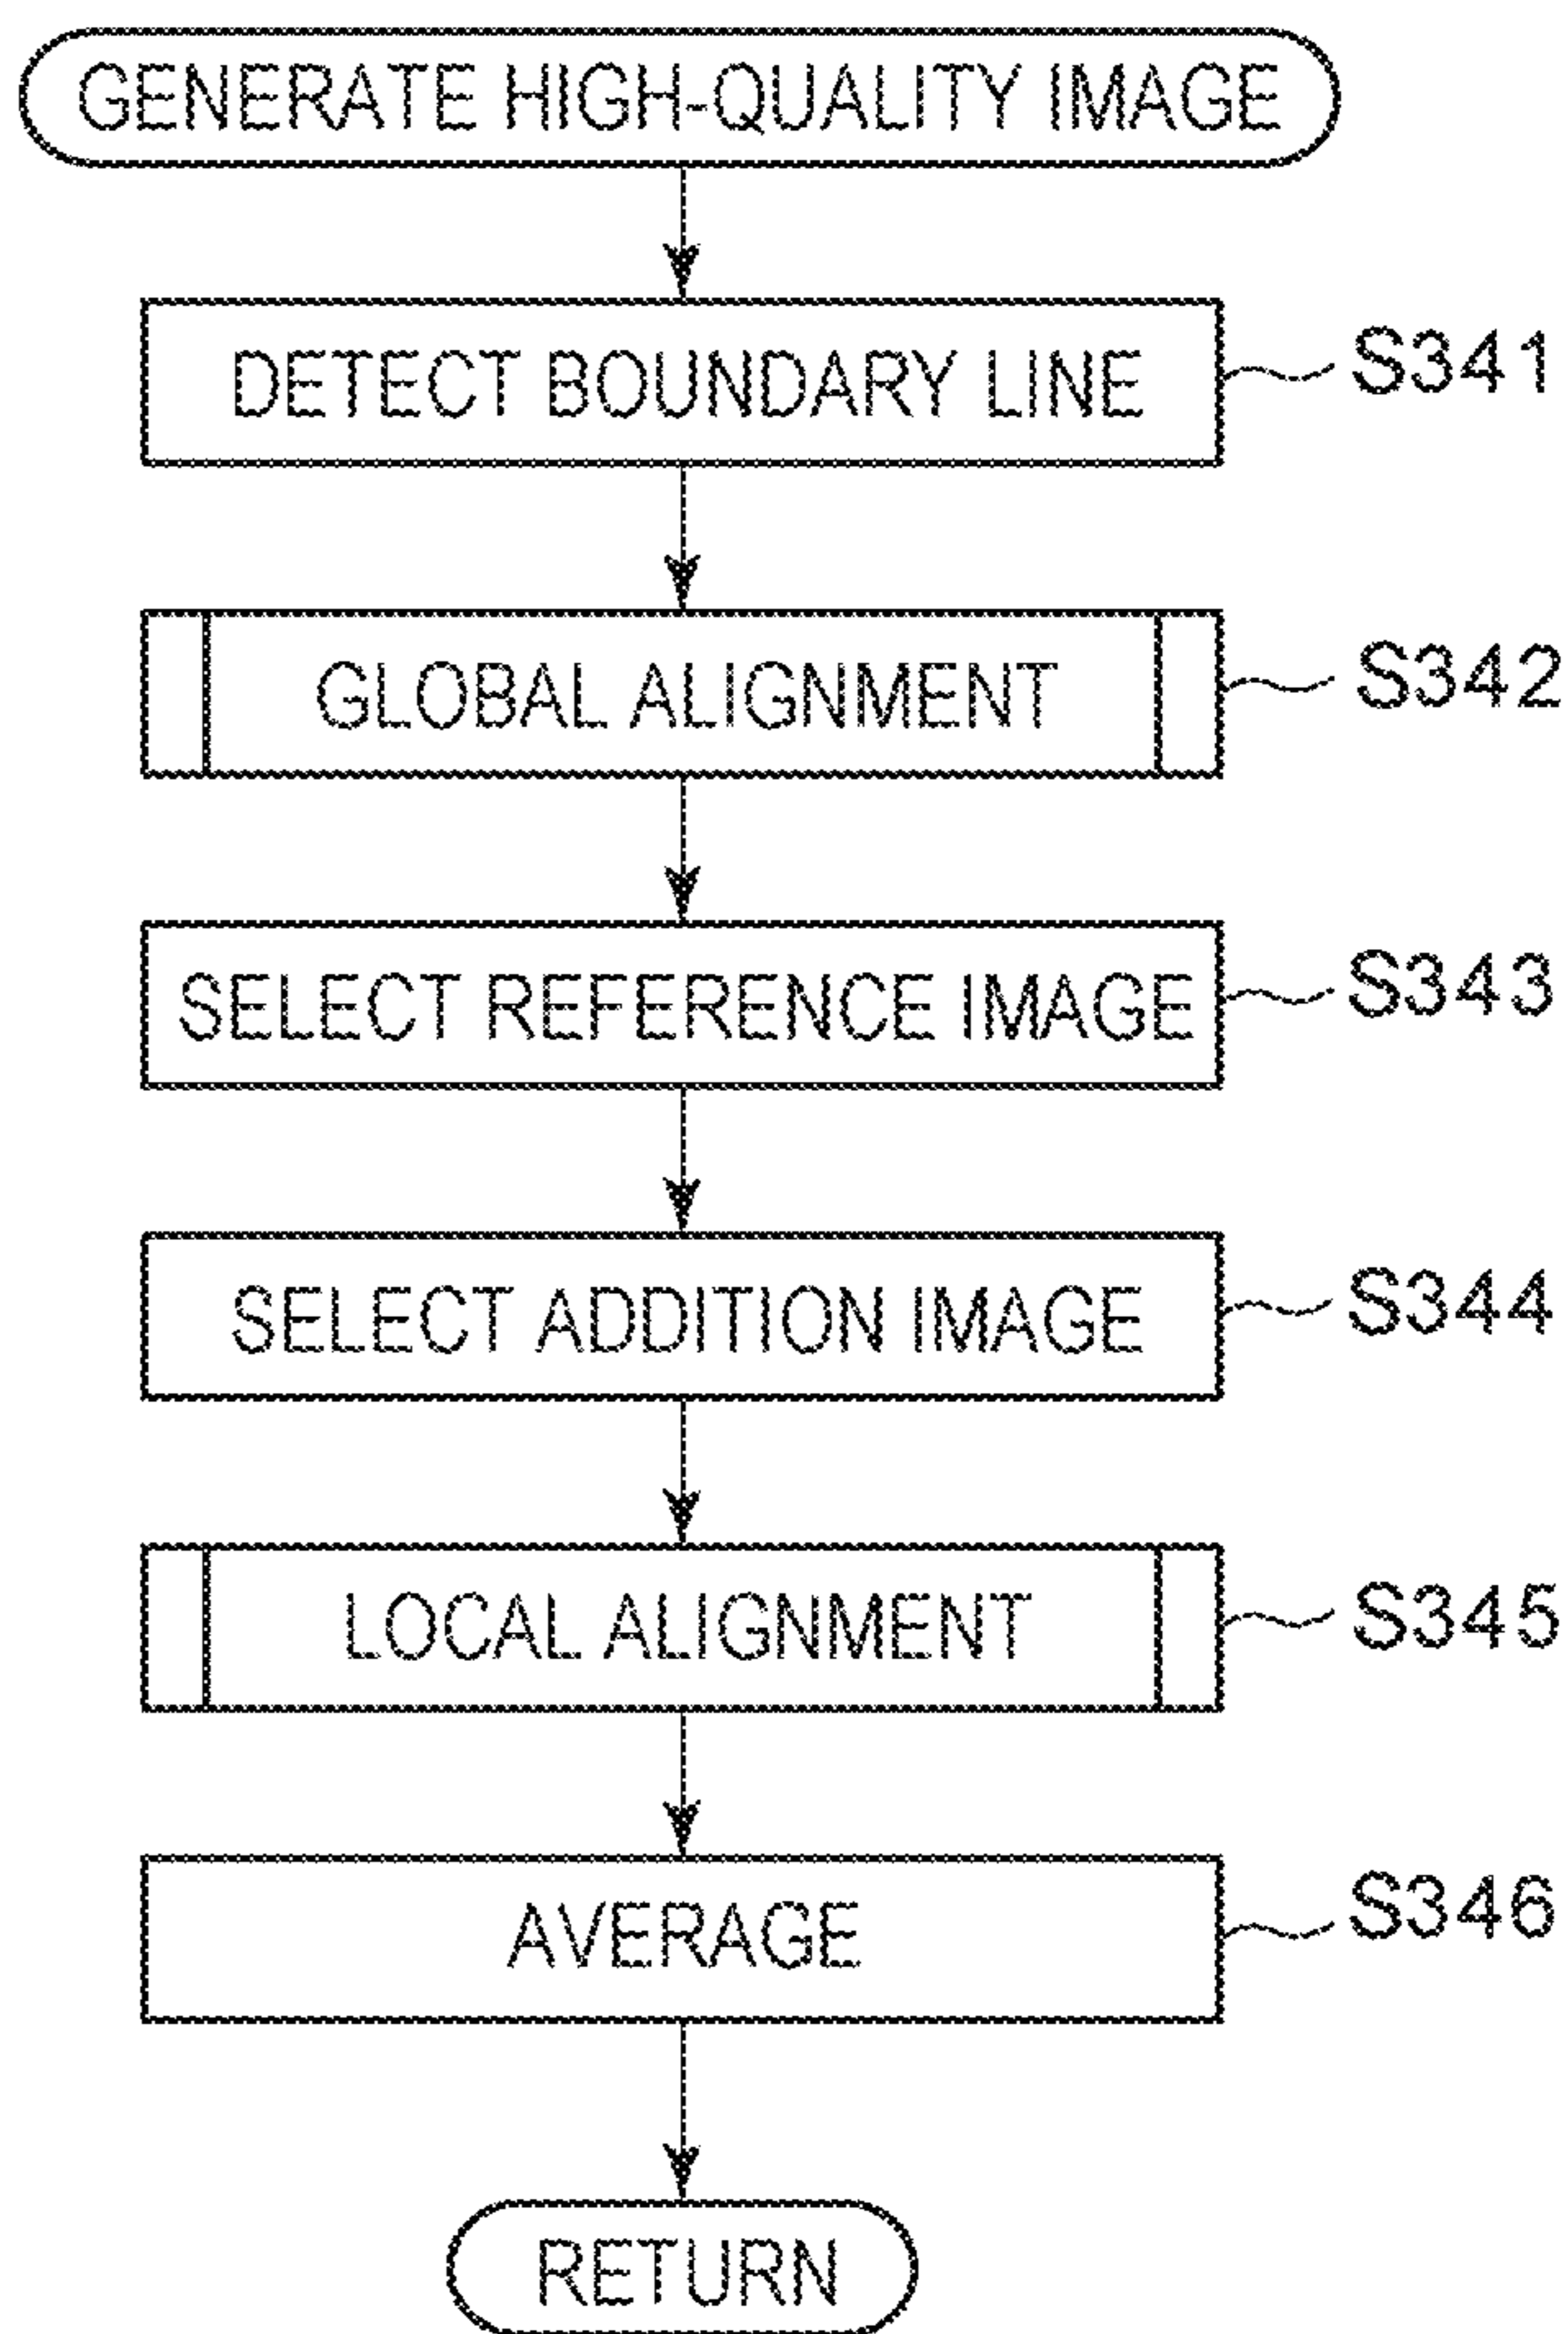 GENERATE HIGH-QUALITY IMAGE
DETECT BOUNDARY LINE S341
GLOBAL ALIGNMENT S342
SELECT REFERENCE IMAGE S343
SELECT ADDITION IMAGE S344
LOCAL ALIGNMENT S345
AVERAGE S346
RETURN